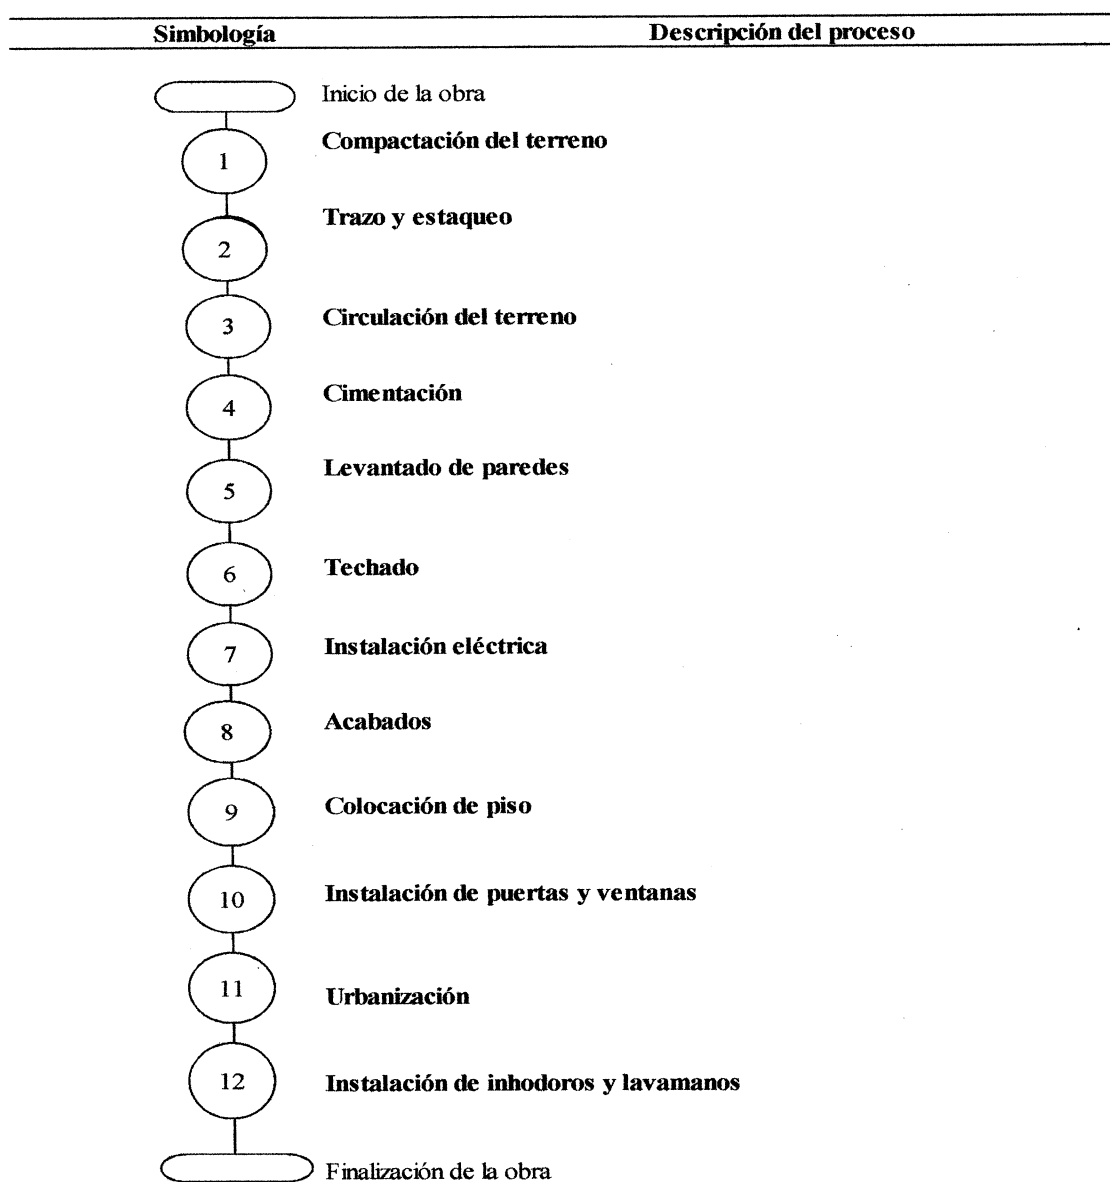 Simbología Descripción del proceso
Inicio de la obra
1 Compactación del terreno
2 Trazo y estaqueo
3 Circulación del terreno
4 Cimentación
5 Levantado de paredes
6 Techado
7 Instalación eléctrica
8 Acabados
9 Colocación de piso
10 Instalación de puertas y ventanas
11 Urbanización
12 Instalación de inhodoros y lavamanos
Finalización de la obra